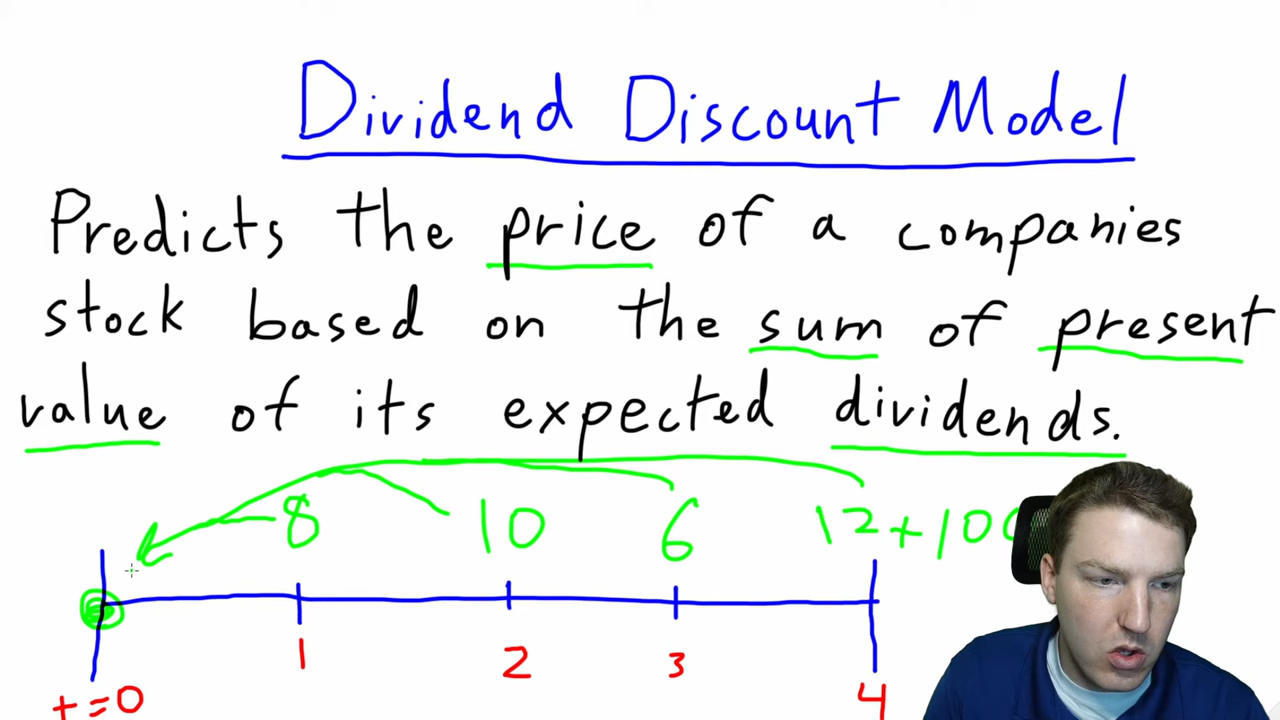 Dividend Discount Model
Predicts the price of a companies
stock based on the sum of present
value of its expected dividends.
8 10 6 12+100
1 2 3
t=0 4